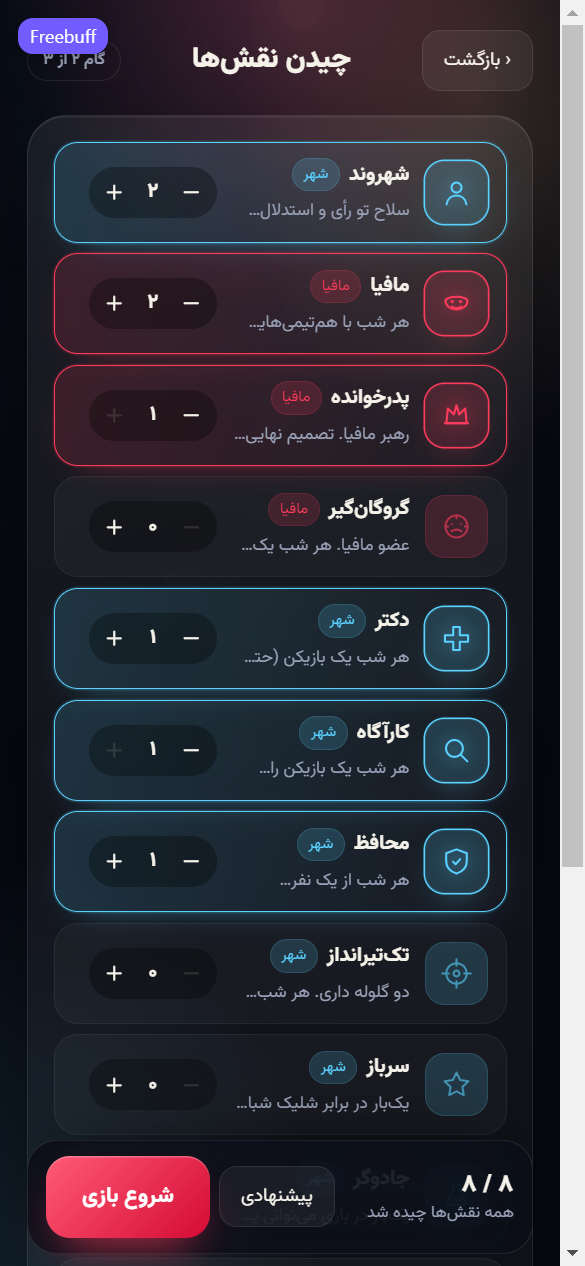 Freebuff
‹ بازگشت
چیدن نقش‌ها
گام ۲ از ۳
شهروند
شهر
سلاح تو رأی و استدلال...
− ۲ +
مافیا
مافیا
هر شب با هم‌تیمی‌هایـ...
− ۲ +
پدرخوانده
مافیا
رهبر مافیا. تصمیم نهایی...
− ۱ +
گروگان‌گیر
مافیا
عضو مافیا. هر شب یک...
− ۰ +
دکتر
شهر
هر شب یک بازیکن (حتـ...
− ۱ +
کارآگاه
شهر
هر شب یک بازیکن را...
− ۱ +
محافظ
شهر
هر شب از یک نفر...
− ۱ +
تک‌تیرانداز
شهر
دو گلوله داری. هر شب...
− ۰ +
سرباز
شهر
یک‌بار در برابر شلیک شبا...
− ۰ +
جادوگر
شهر
۸ / ۸
همه نقش‌ها چیده شد
پیشنهادی
شروع بازی